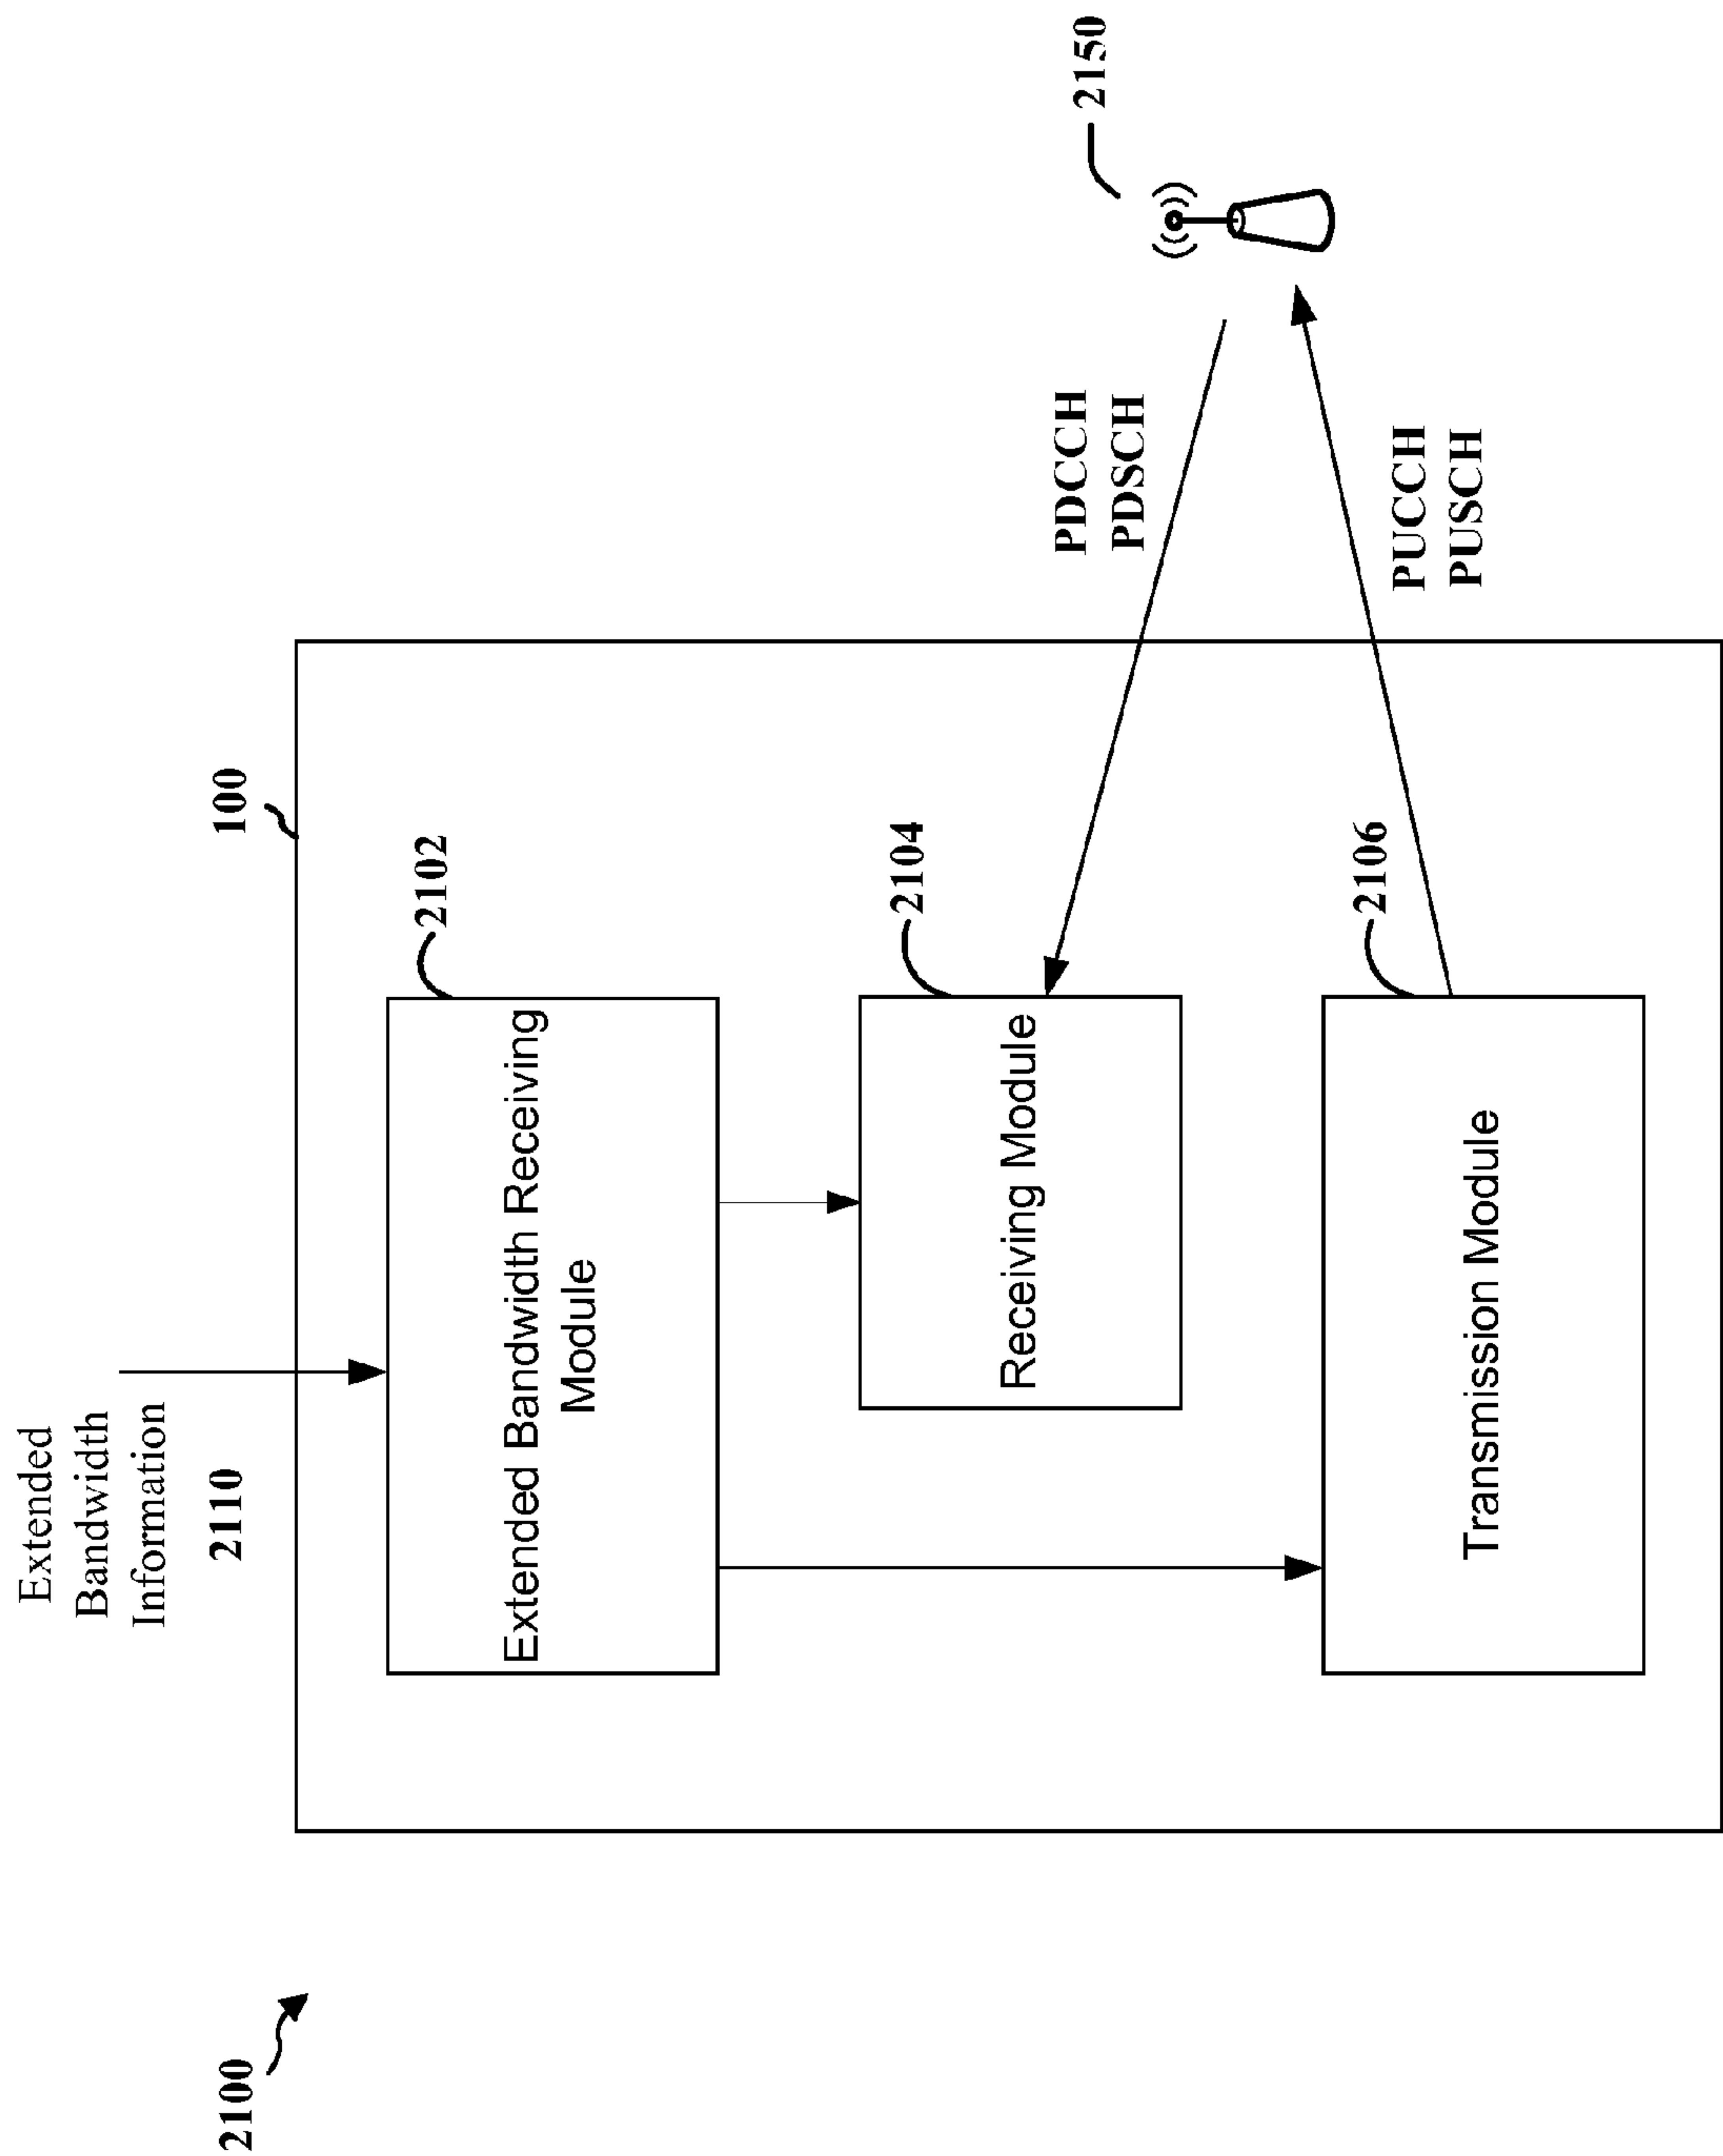 2100
Extended
Bandwidth
Information
2110
100
2102
Extended Bandwidth Receiving
Module
2104
Receiving Module
2106
Transmission Module
PDCCH
PDSCH
PUCCH
PUSCH
2150